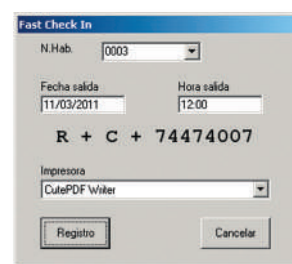 Fast Check In
N.Hab. 0003
Fecha salida Hora salida
11/03/2011 12:00
R + C + 74474007
Impresora
CutePDF Writer
Registro Cancelar